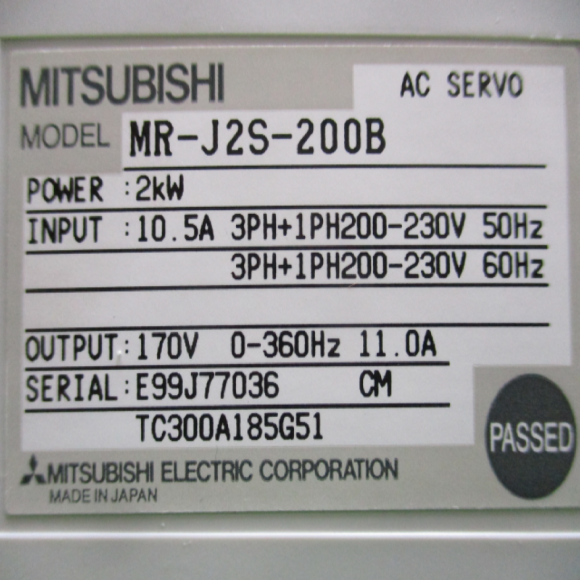 MITSUBISHI AC SERVO
MODEL MR-J2S-200B
POWER :2kW
INPUT :10.5A 3PH+1PH200-230V 50Hz
3PH+1PH200-230V 60Hz
OUTPUT:170V 0-360Hz 11.0A
SERIAL:E99J77036 CM
TC300A185G51
PASSED
MITSUBISHI ELECTRIC CORPORATION
MADE IN JAPAN